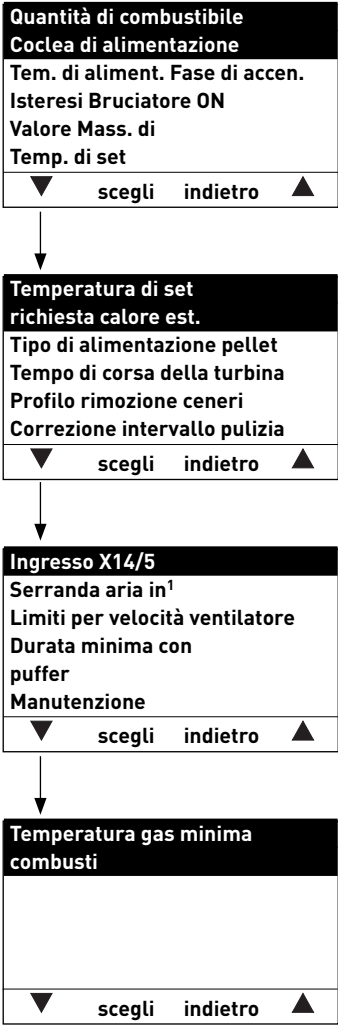 Quantità di combustibile
Coclea di alimentazione
Tem. di aliment. Fase di accen.
Isteresi Bruciatore ON
Valore Mass. di
Temp. di set
▼ scegli indietro ▲
Temperatura di set
richiesta calore est.
Tipo di alimentazione pellet
Tempo di corsa della turbina
Profilo rimozione ceneri
Correzione intervallo pulizia
▼ scegli indietro ▲
Ingresso X14/5
Serranda aria in¹
Limiti per velocità ventilatore
Durata minima con
puffer
Manutenzione
▼ scegli indietro ▲
Temperatura gas minima
combusti
▼ scegli indietro ▲